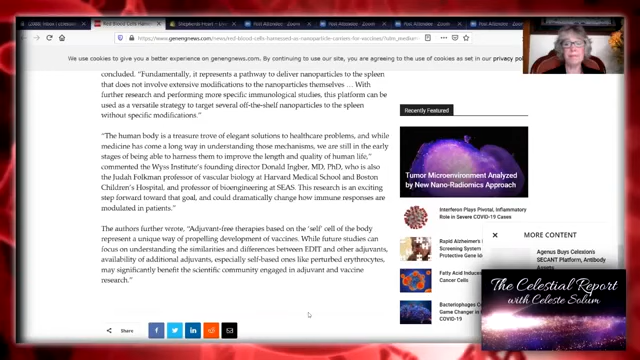 Red Blood Cells Harn
https://www.genengnews.com/news/red-blood-cells-harnessed-as-nanoparticle-carriers-for-vaccines/
We use cookies to give you a better experience on genengnews.com. By continuing to use our site, you are agreeing to the use of cookies as set in our privacy polic
concluded. "Fundamentally, it represents a pathway to deliver nanoparticles to the spleen
that does not involve extensive modifications to the nanoparticles themselves … With
further research and performing more specific immunological studies, this platform can be
used as a versatile strategy to target several off-the-shelf nanoparticles to the spleen
without specific modifications."
"The human body is a treasure trove of elegant solutions to healthcare problems, and while
medicine has come a long way in understanding those mechanisms, we are still in the early
stages of being able to harness them to improve the length and quality of human life,"
commented the Wyss Institute's founding director Donald Ingber, MD, PhD, who is also
the Judah Folkman professor of vascular biology at Harvard Medical School and Boston
Children's Hospital, and professor of bioengineering at SEAS. This research is an exciting
step forward toward that goal, and could dramatically change how immune responses are
modulated in patients."
The authors further wrote, "Adjuvant-free therapies based on the 'self' cell of the body
represent a unique way of propelling development of vaccines. While future studies can
focus on understanding the similarities and differences between EDIT and other adjuvants,
availability of additional adjuvants, especially self-based ones like perturbed erythrocytes,
may significantly benefit the scientific community engaged in adjuvant and vaccine
research."
Share
Recently Featured
Tumor Microenvironment Analyzed
by New Nano-Radiomics Approach
Interferon Plays Pivotal, Inflammatory
Role in Severe COVID-19 Cases
Rapid Alzheimer's
Screening System
Protective Gene Id
Fatty Acid Induced
Cancer Cells
Bacteriophages Co
Game Changer in
COVID-19
MORE CONTENT
Agenus Buys Celexion's
SECANT Platform, Antibody
Assets
The Celestial Report
with Celeste Solum